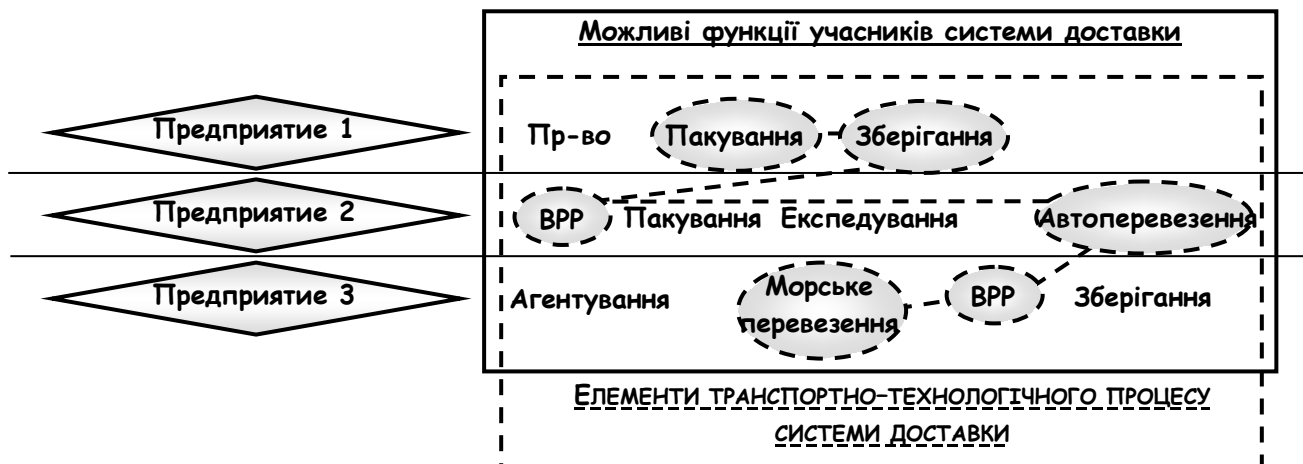 Можливі функції учасників системи доставки
Предприятие 1
Пр-во Пакування Зберігання
Предприятие 2
ВРР Пакування Експедування Автоперевезення
Предприятие 3
Агентування Морське перевезення ВРР Зберігання
ЕЛЕМЕНТИ ТРАНСПОРТНО-ТЕХНОЛОГІЧНОГО ПРОЦЕСУ
СИСТЕМИ ДОСТАВКИ